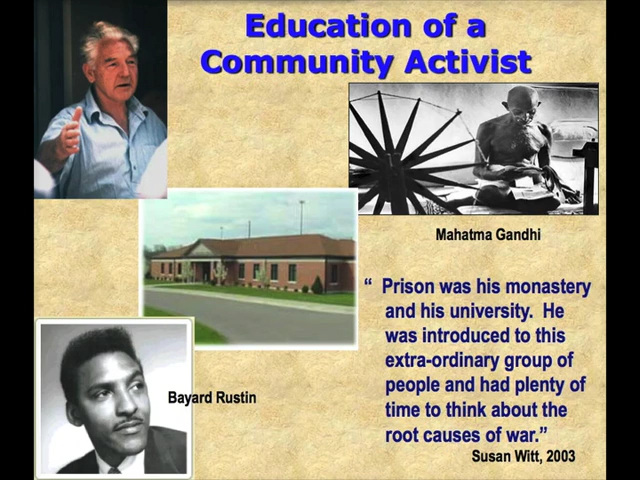 Education of a
Community Activist
Mahatma Gandhi
“ Prison was his monastery
and his university. He
was introduced to this
extra-ordinary group of
people and had plenty of
time to think about the
root causes of war.”
Susan Witt, 2003
Bayard Rustin